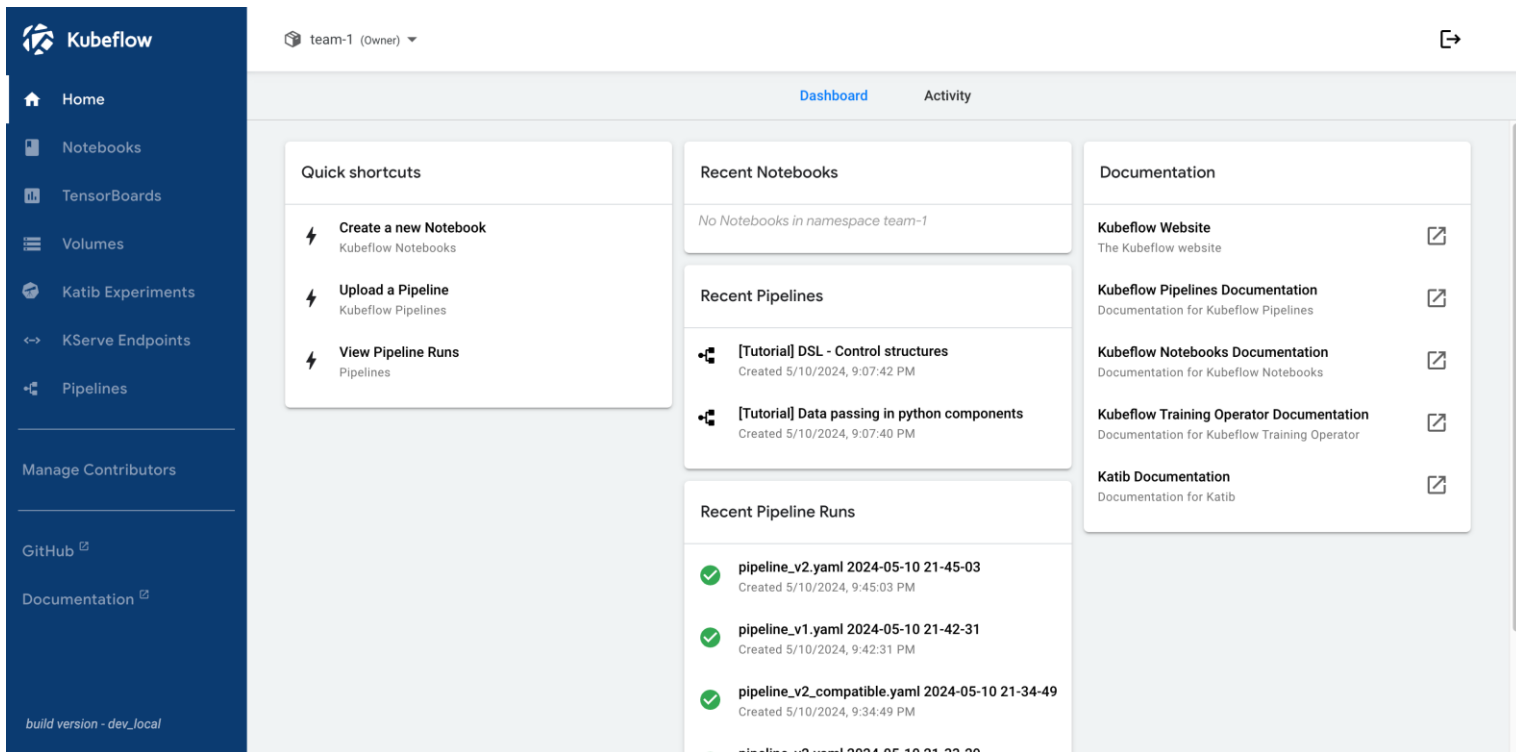 Kubeflow
Home
Notebooks
TensorBoards
Volumes
Katib Experiments
KServe Endpoints
Pipelines
Manage Contributors
GitHub
Documentation
build version - dev_local
team-1 (Owner)
Dashboard
Activity
Quick shortcuts
Create a new Notebook
Kubeflow Notebooks
Upload a Pipeline
Kubeflow Pipelines
View Pipeline Runs
Pipelines
Recent Notebooks
No Notebooks in namespace team-1
Recent Pipelines
[Tutorial] DSL - Control structures
Created 5/10/2024, 9:07:42 PM
[Tutorial] Data passing in python components
Created 5/10/2024, 9:07:40 PM
Recent Pipeline Runs
pipeline_v2.yaml 2024-05-10 21-45-03
Created 5/10/2024, 9:45:03 PM
pipeline_v1.yaml 2024-05-10 21-42-31
Created 5/10/2024, 9:42:31 PM
pipeline_v2_compatible.yaml 2024-05-10 21-34-49
Created 5/10/2024, 9:34:49 PM
Documentation
Kubeflow Website
The Kubeflow website
Kubeflow Pipelines Documentation
Documentation for Kubeflow Pipelines
Kubeflow Notebooks Documentation
Documentation for Kubeflow Notebooks
Kubeflow Training Operator Documentation
Documentation for Kubeflow Training Operator
Katib Documentation
Documentation for Katib